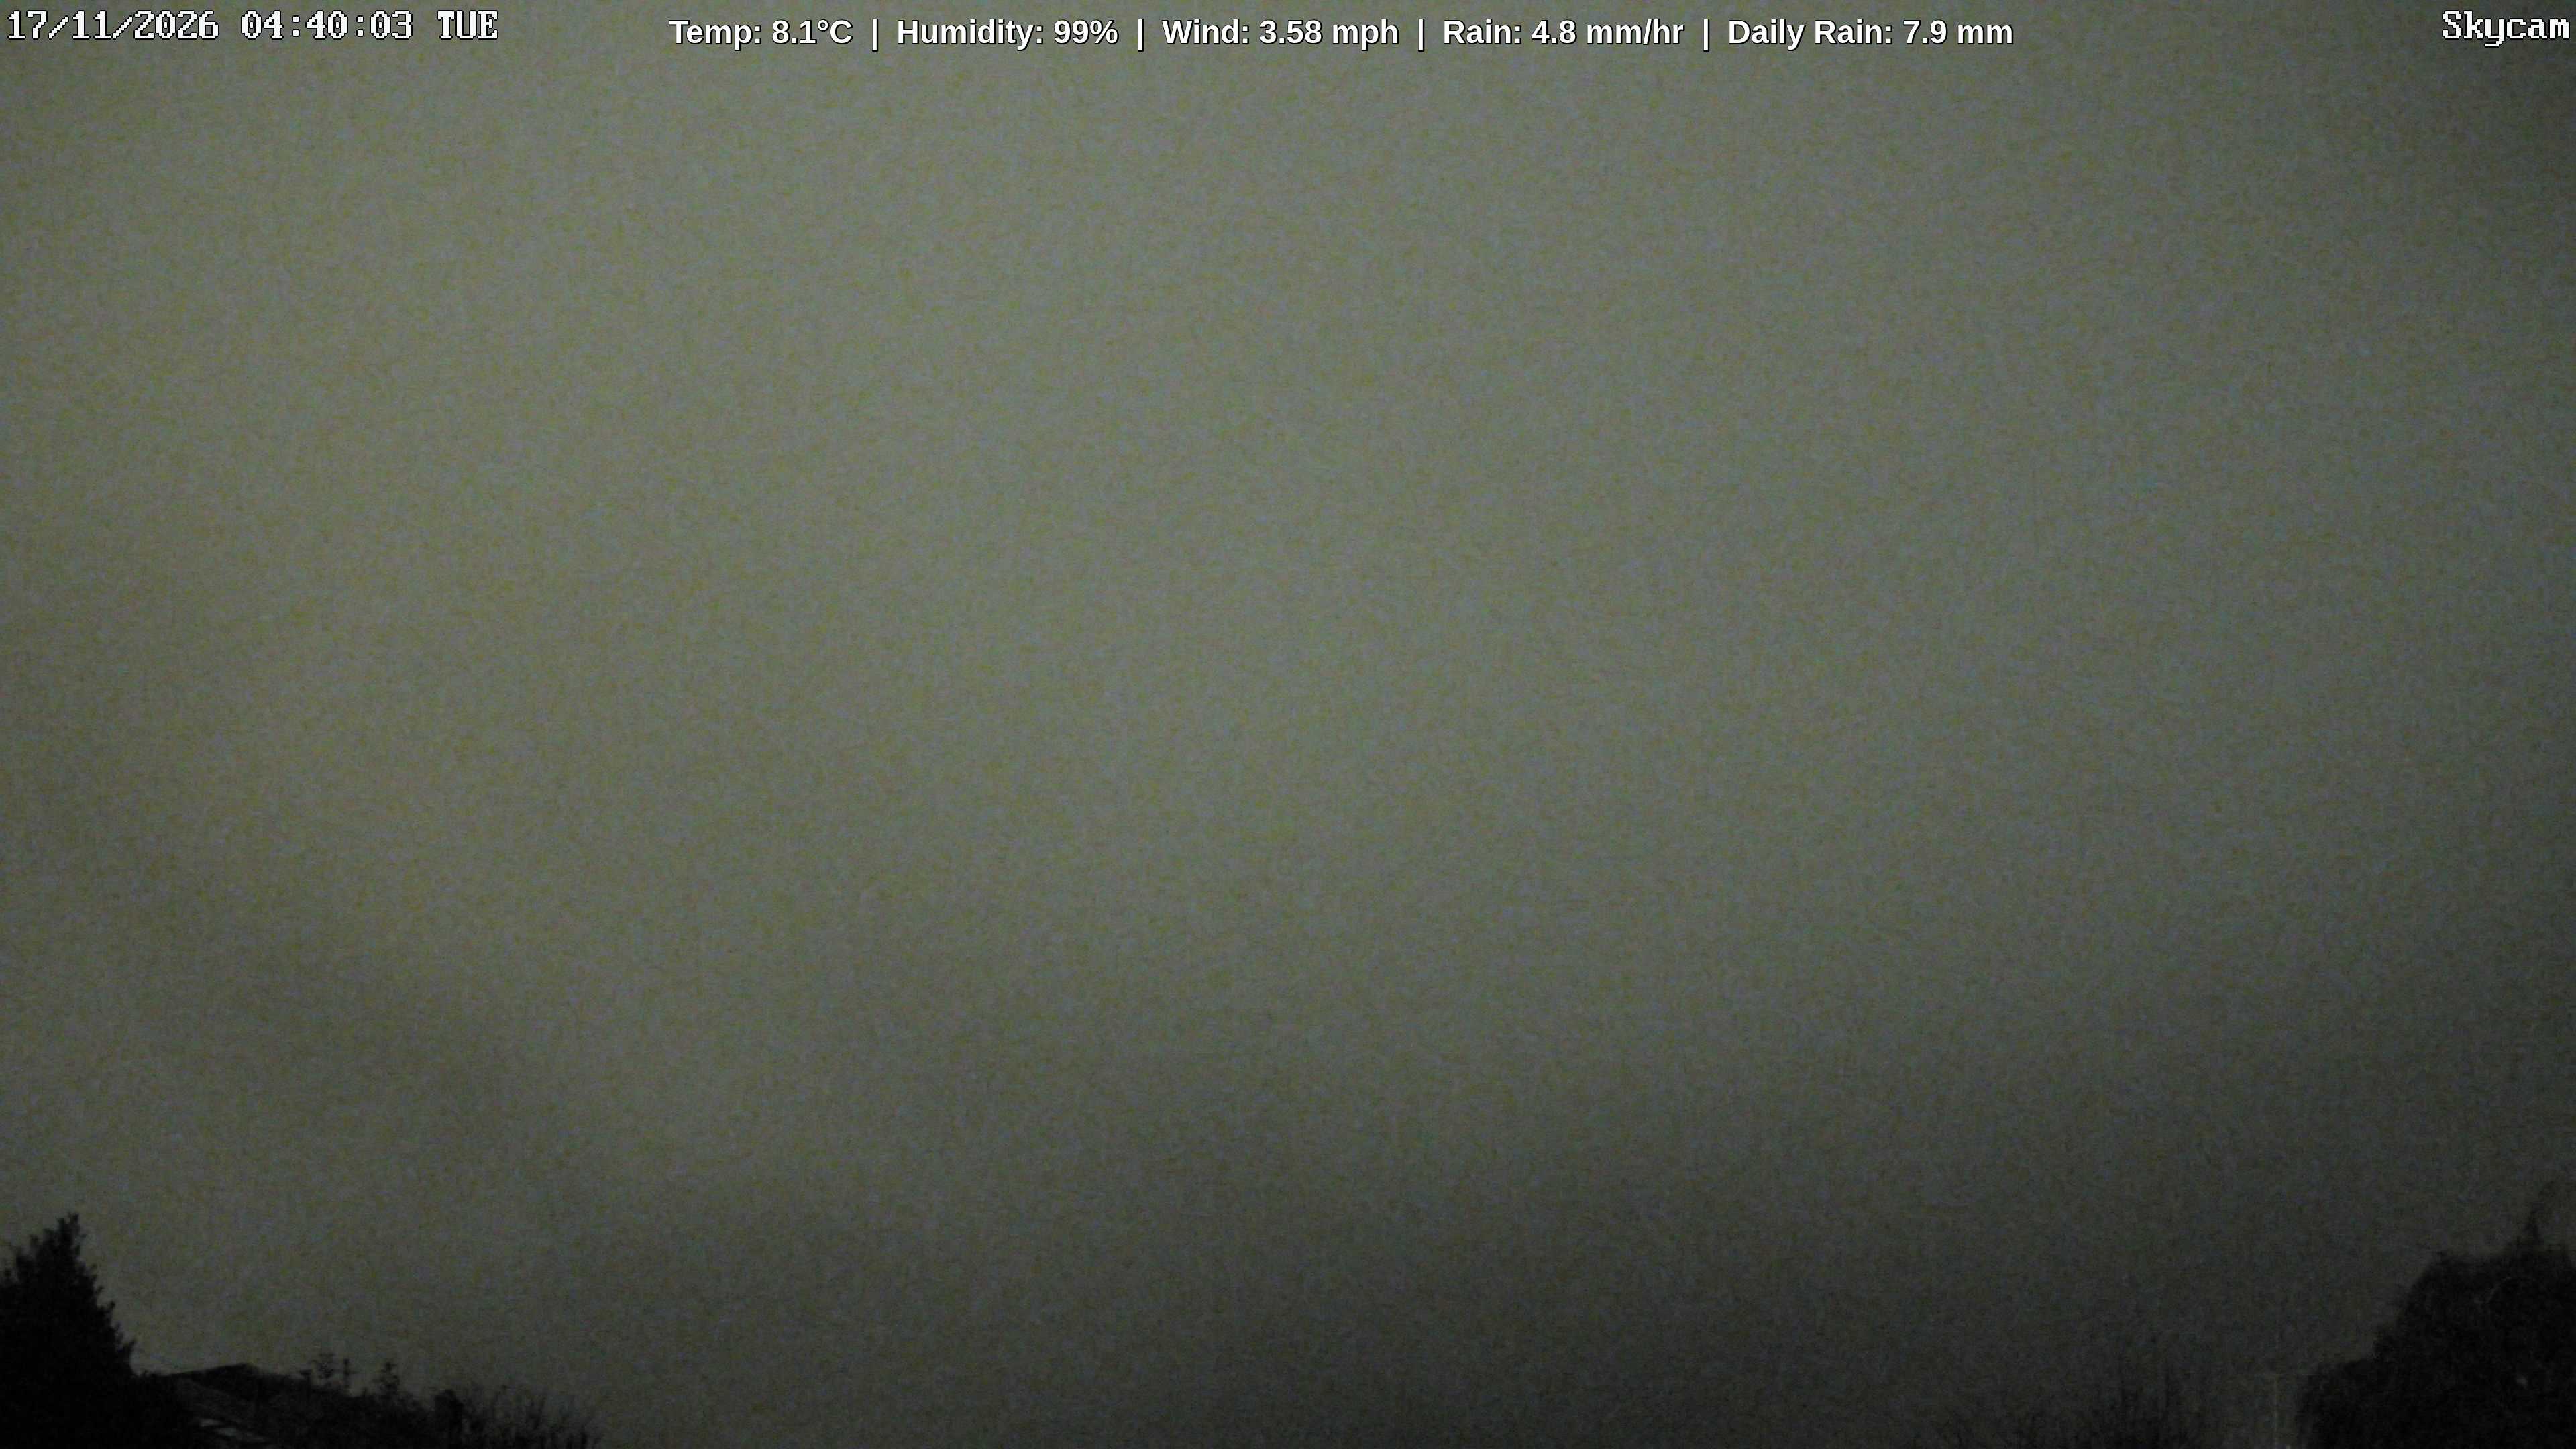 17/11/2026 04:40:03 TUE
Temp: 8.1°C | Humidity: 99% | Wind: 3.58 mph | Rain: 4.8 mm/hr | Daily Rain: 7.9 mm
Skycam